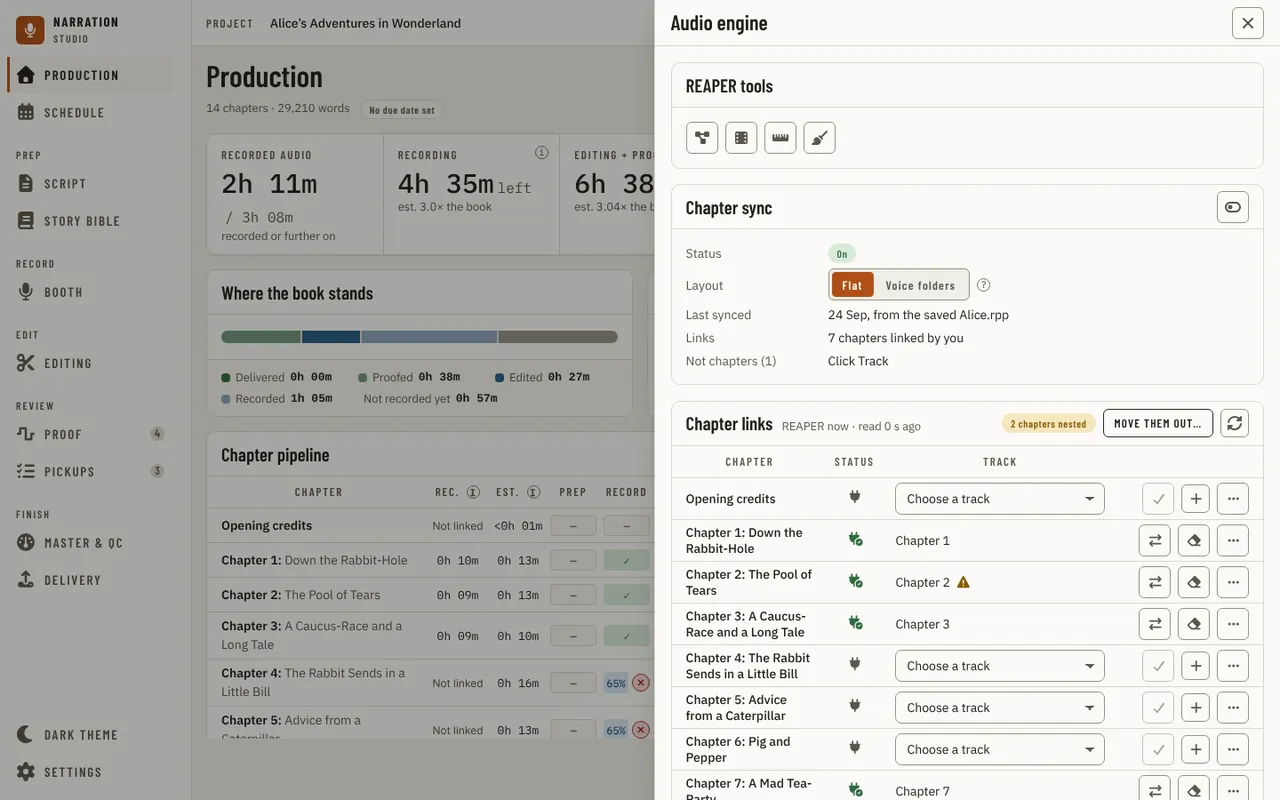 NARRATION
STUDIO
PRODUCTION
SCHEDULE
PREP
SCRIPT
STORY BIBLE
RECORD
BOOTH
EDIT
EDITING
REVIEW
PROOF 4
PICKUPS 3
FINISH
MASTER & QC
DELIVERY
DARK THEME
SETTINGS
PROJECT Alice's Adventures in Wonderland
Production
14 chapters · 29,210 words No due date set
RECORDED AUDIO
2h 11m
/ 3h 08m
recorded or further on
RECORDING
4h 35m left
est. 3.0× the book
EDITING + PRO
6h 38
est. 3.04× the b
Where the book stands
Delivered 0h 00m Proofed 0h 38m Edited 0h 27m
Recorded 1h 05m Not recorded yet 0h 57m
Chapter pipeline
CHAPTER REC. EST. PREP RECORD
Opening credits Not linked <0h 01m – –
Chapter 1: Down the Rabbit-Hole 0h 10m 0h 13m – ✓
Chapter 2: The Pool of Tears 0h 09m 0h 13m – ✓
Chapter 3: A Caucus-Race and a
Long Tale 0h 09m 0h 10m – ✓
Chapter 4: The Rabbit Sends in a
Little Bill Not linked 0h 16m – 65%
Chapter 5: Advice from a
Caterpillar Not linked 0h 13m – 65%
Audio engine
REAPER tools
Chapter sync
Status On
Layout Flat Voice folders ?
Last synced 24 Sep, from the saved Alice.rpp
Links 7 chapters linked by you
Not chapters (1) Click Track
Chapter links REAPER now · read 0 s ago 2 chapters nested MOVE THEM OUT...
CHAPTER STATUS TRACK
Opening credits Choose a track
Chapter 1: Down the
Rabbit-Hole Chapter 1
Chapter 2: The Pool of
Tears Chapter 2
Chapter 3: A Caucus-
Race and a Long Tale Chapter 3
Chapter 4: The Rabbit
Sends in a Little Bill Choose a track
Chapter 5: Advice
from a Caterpillar Choose a track
Chapter 6: Pig and
Pepper Choose a track
Chapter 7: A Mad Tea-
Party Chapter 7